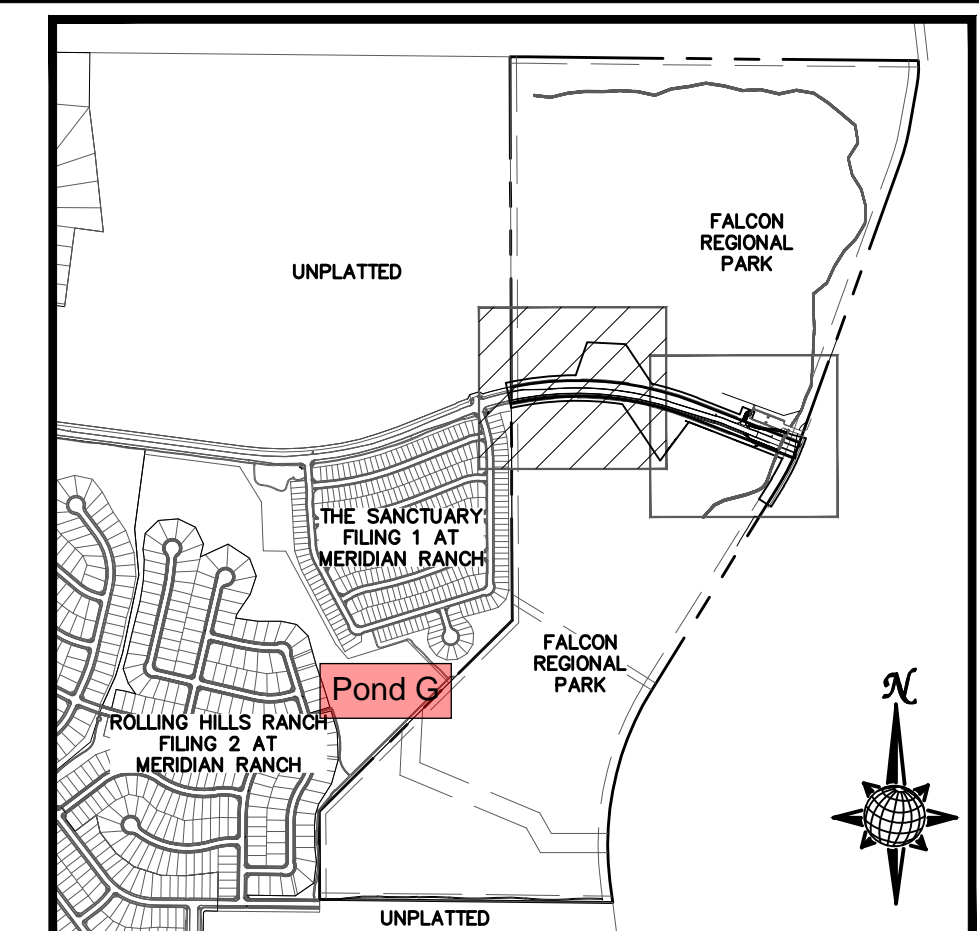 FALCON
REGIONAL
PARK
UNPLATTED
THE SANCTUARY
FILING 1 AT
MERIDIAN RANCH
FALCON
REGIONAL
PARK
Pond G
N
ROLLING HILLS RANCH
FILING 2 AT
MERIDIAN RANCH
UNPLATTED